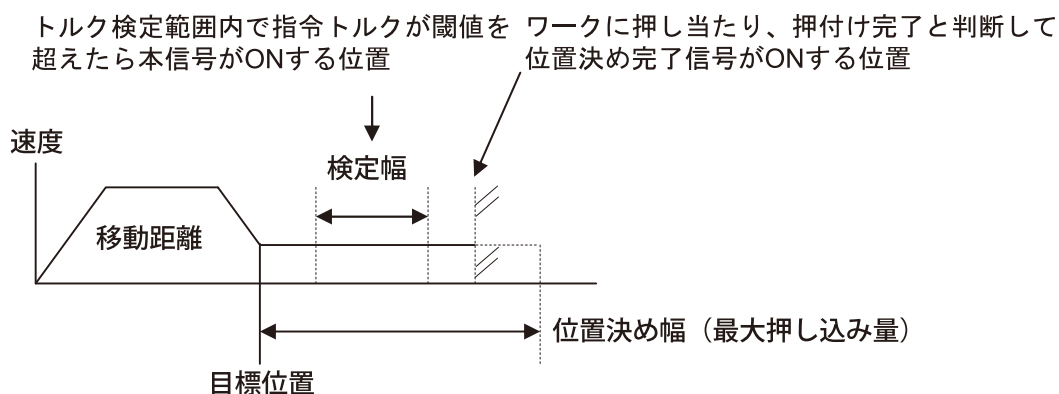 トルク検定範囲内で指令トルクが閾値を
超えたら本信号がONする位置
ワークに押し当たり、押付け完了と判断して
位置決め完了信号がONする位置
速度
検定幅
移動距離
位置決め幅（最大押し込み量）
目標位置